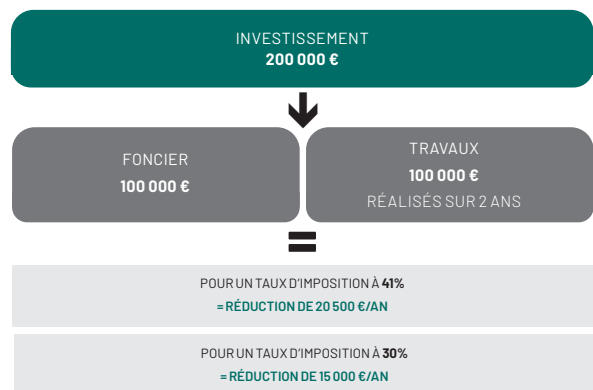 INVESTISSEMENT
200 000 €
FONCIER
100 000 €
TRAVAUX
100 000 €
RÉALISÉS SUR 2 ANS
POUR UN TAUX D'IMPOSITION À 41%
= RÉDUCTION DE 20 500 €/AN
POUR UN TAUX D'IMPOSITION À 30%
= RÉDUCTION DE 15 000 €/AN